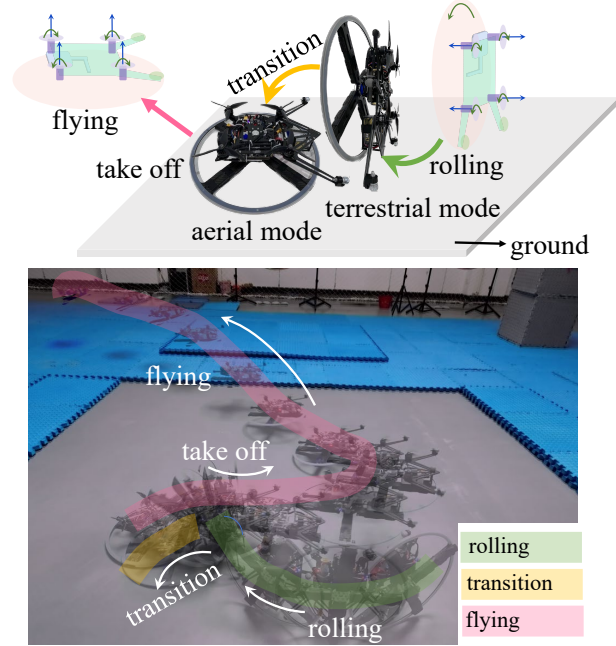 transition
flying
take off
rolling
terrestrial mode
aerial mode
ground
flying
take off
transition
rolling
rolling
transition
flying